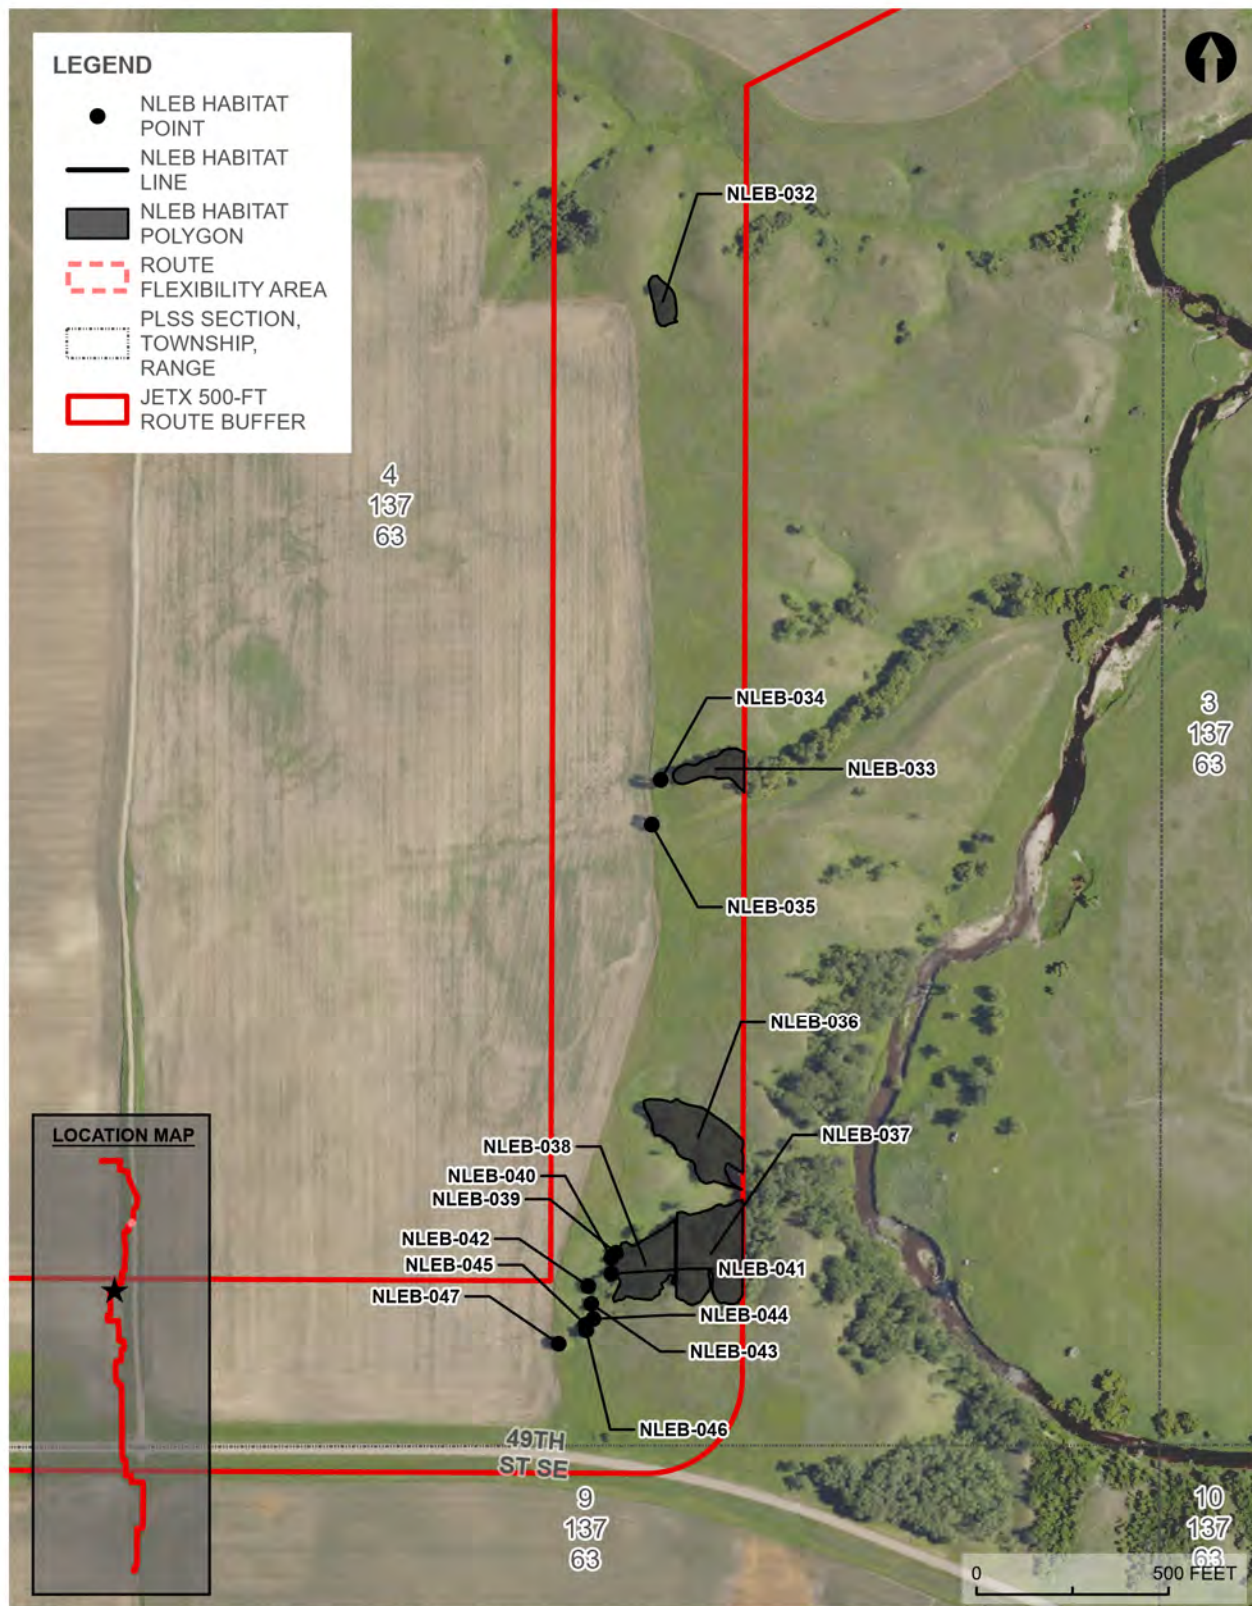 LEGEND
NLEB HABITAT
POINT
NLEB HABITAT
LINE
NLEB HABITAT
POLYGON
ROUTE
FLEXIBILITY AREA
PLSS SECTION,
TOWNSHIP,
RANGE
JETX 500-FT
ROUTE BUFFER
NLEB-032
4
137
63
NLEB-034
3
137
63
NLEB-033
NLEB-035
NLEB-036
LOCATION MAP
NLEB-037
NLEB-038
NLEB-040
NLEB-039
NLEB-042
NLEB-045
NLEB-041
NLEB-047
NLEB-044
NLEB-043
NLEB-046
49TH
ST SE
9
137
63
10
137
63
0 500 FEET